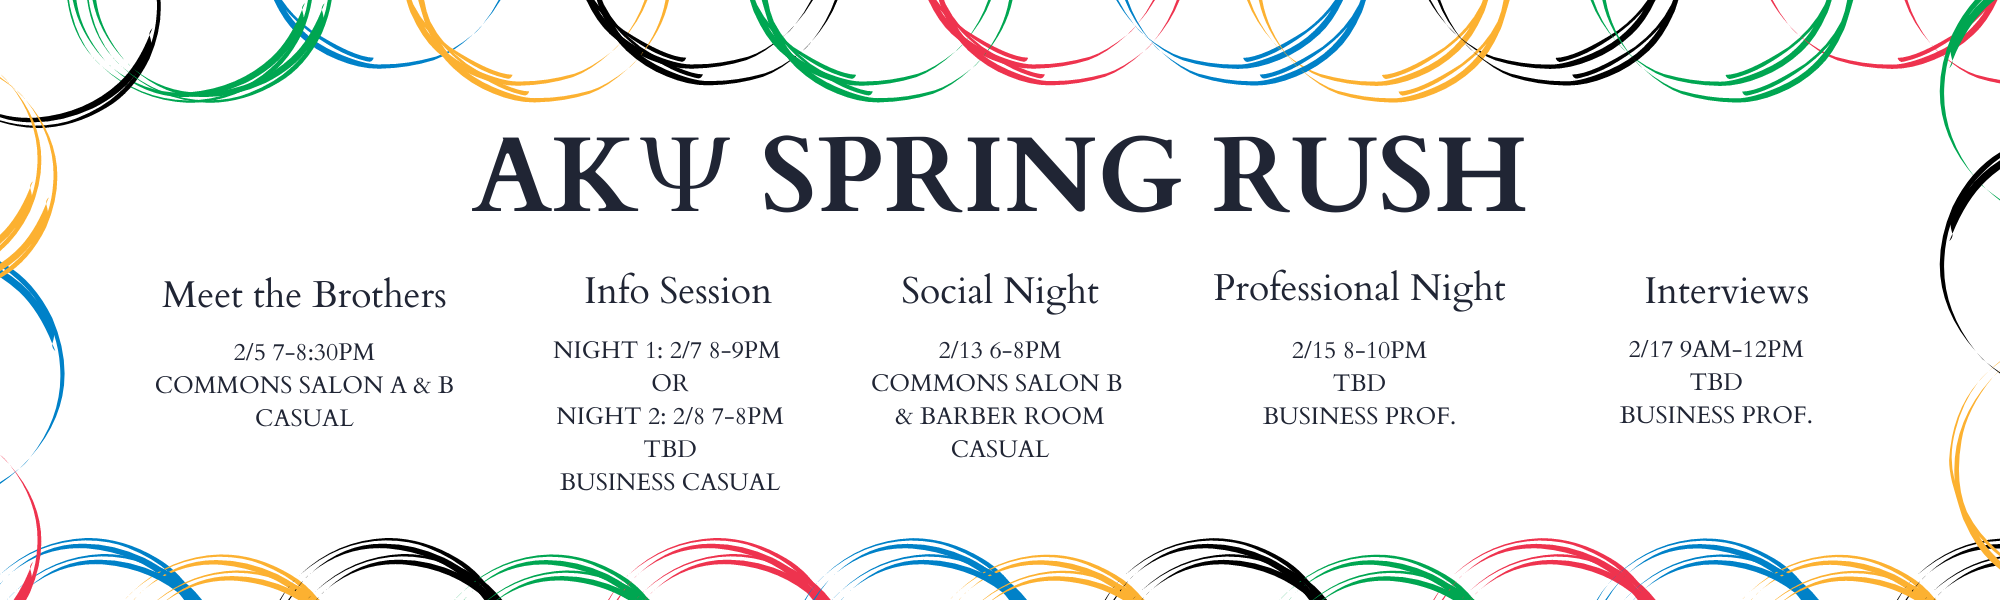 AKΨ SPRING RUSH
Meet the Brothers
2/5 7-8:30PM
COMMONS SALON A & B
CASUAL
Info Session
NIGHT 1: 2/7 8-9PM
OR
NIGHT 2: 2/8 7-8PM
TBD
BUSINESS CASUAL
Social Night
2/13 6-8PM
COMMONS SALON B
& BARBER ROOM
CASUAL
Professional Night
2/15 8-10PM
TBD
BUSINESS PROF.
Interviews
2/17 9AM-12PM
TBD
BUSINESS PROF.